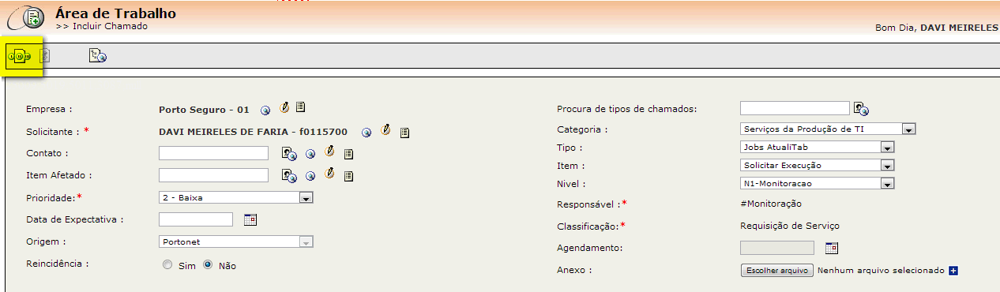 Área de Trabalho
>> Incluir Chamado
Bom Dia, DAVI MEIRELES
Empresa : Porto Seguro - 01
Solicitante : * DAVI MEIRELES DE FARIA - f0115700
Contato :
Item Afetado :
Prioridade:* 2 - Baixa
Data de Expectativa :
Origem : Portonet
Reincidência : Sim Não
Procura de tipos de chamados:
Categoria : Serviços da Produção de TI
Tipo : Jobs AtualiTab
Item : Solicitar Execução
Nivel : N1-Monitoracao
Responsável :* #Monitoração
Classificação:* Requisição de Serviço
Agendamento:
Anexo : Escolher arquivo Nenhum arquivo selecionado